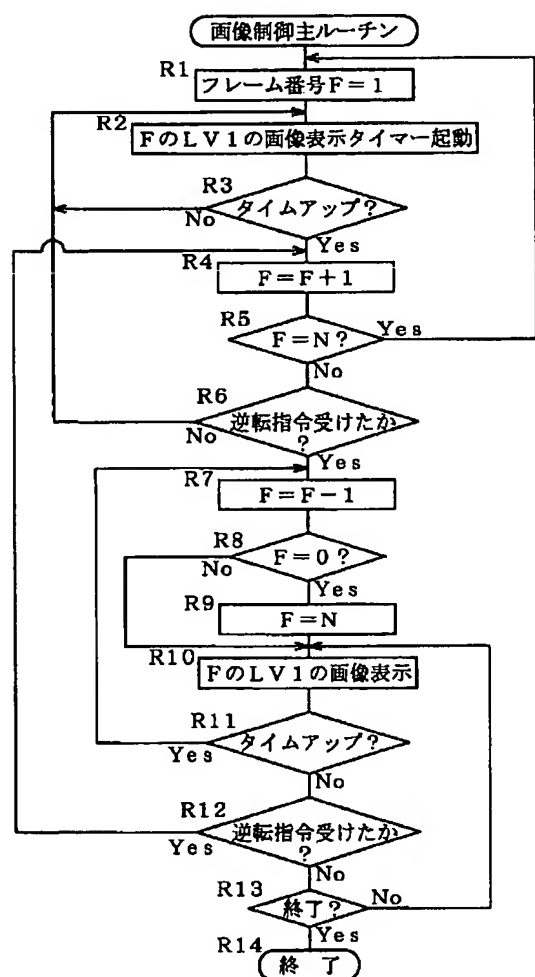 画像制御主ルーチン
R1
フレーム番号F=1
R2
FのLV1の画像表示タイマー起動
R3
タイムアップ?
No
Yes
R4
F=F+1
R5
F=N?
Yes
No
R6
逆転指令受けたか
?
No
Yes
R7
F=F-1
R8
F=0?
No
Yes
R9
F=N
R10
FのLV1の画像表示
R11
タイムアップ?
Yes
No
R12
逆転指令受けたか
?
Yes
No
R13
終了?
No
Yes
R14
終 了